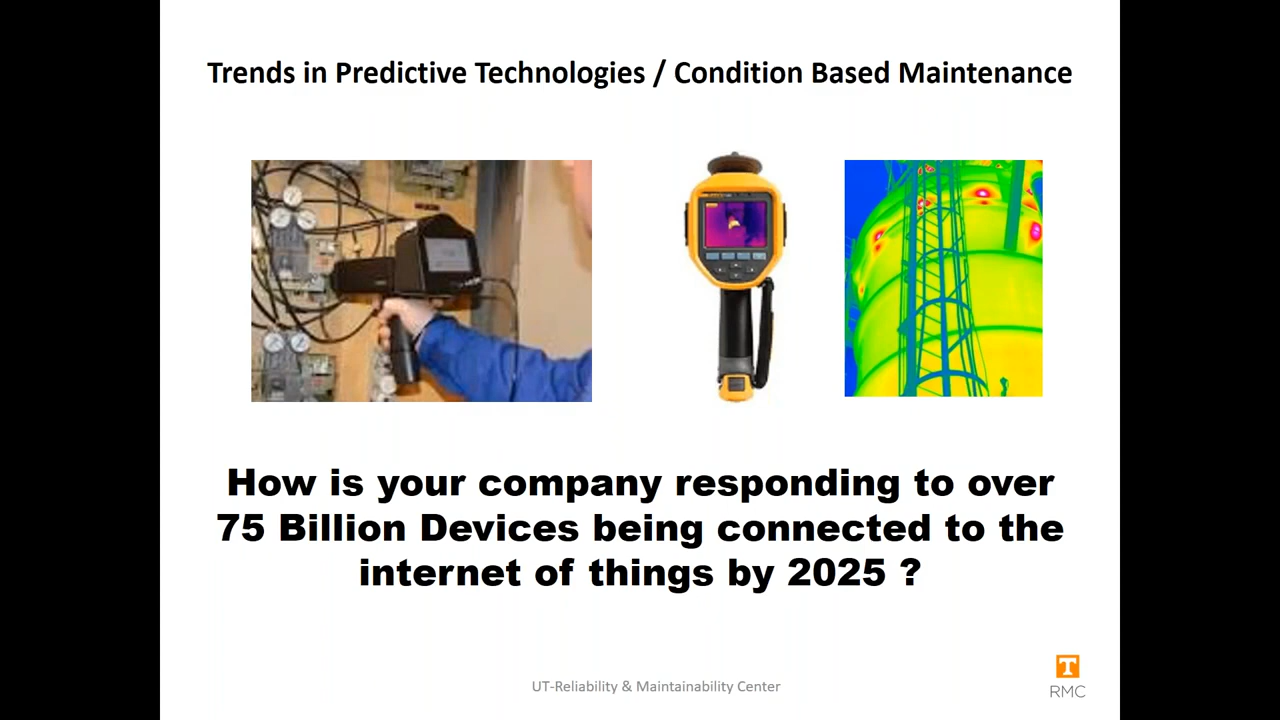 Trends in Predictive Technologies / Condition Based Maintenance
How is your company responding to over
75 Billion Devices being connected to the
internet of things by 2025 ?
UT-Reliability & Maintainability Center
T
RMC